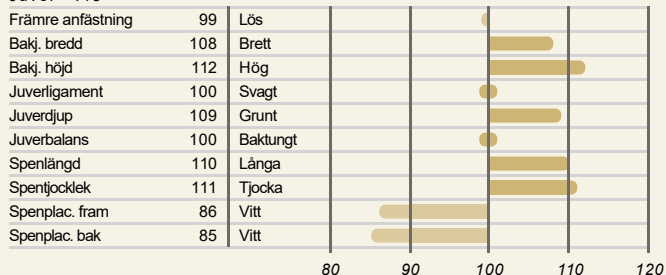 Främre anfästning 99 Lös
Bakj. bredd 108 Brett
Bakj. höjd 112 Hög
Juverligament 100 Svagt
Juverdjup 109 Grunt
Juverbalans 100 Baktungt
Spenlängd 110 Långa
Spentjocklek 111 Tjocka
Spenplac. fram 86 Vitt
Spenplac. bak 85 Vitt
80 90 100 110 120